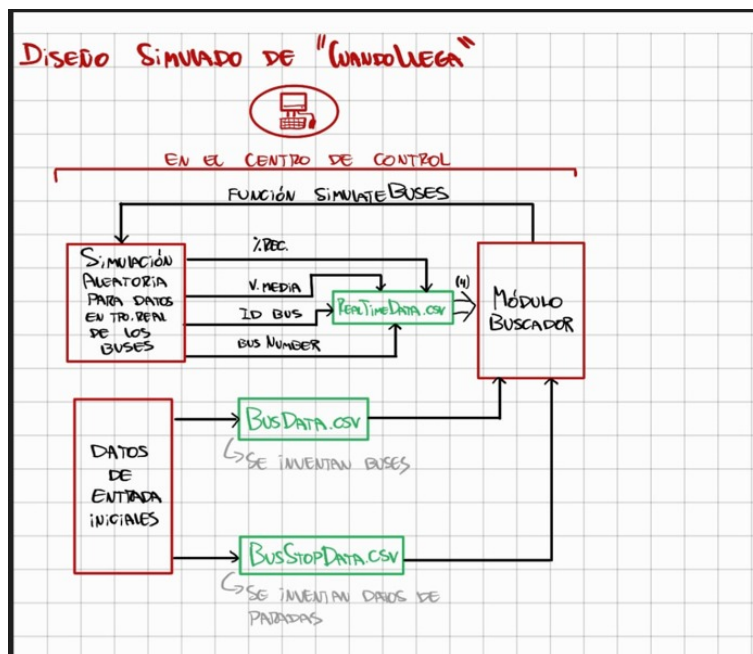 DISEÑO SIMULADO DE "CUANDOLLEGA"
EN EL CENTRO DE CONTROL
FUNCIÓN SIMULATEBUSES
SIMULACIÓN
ALEATORIA
PARA DATOS
EN TPO. REAL
DE LOS
BUSES
%REC.
V. MEDIA
ID BUS
BUS NUMBER
REALTIMEDATA.CSV
(4)
MÓDULO
BUSCADOR
DATOS
DE
ENTRADA
INICIALES
BUSDATA.CSV
SE INVENTAN BUSES
BUSSTOPDATA.CSV
SE INVENTAN DATOS DE
PARADAS